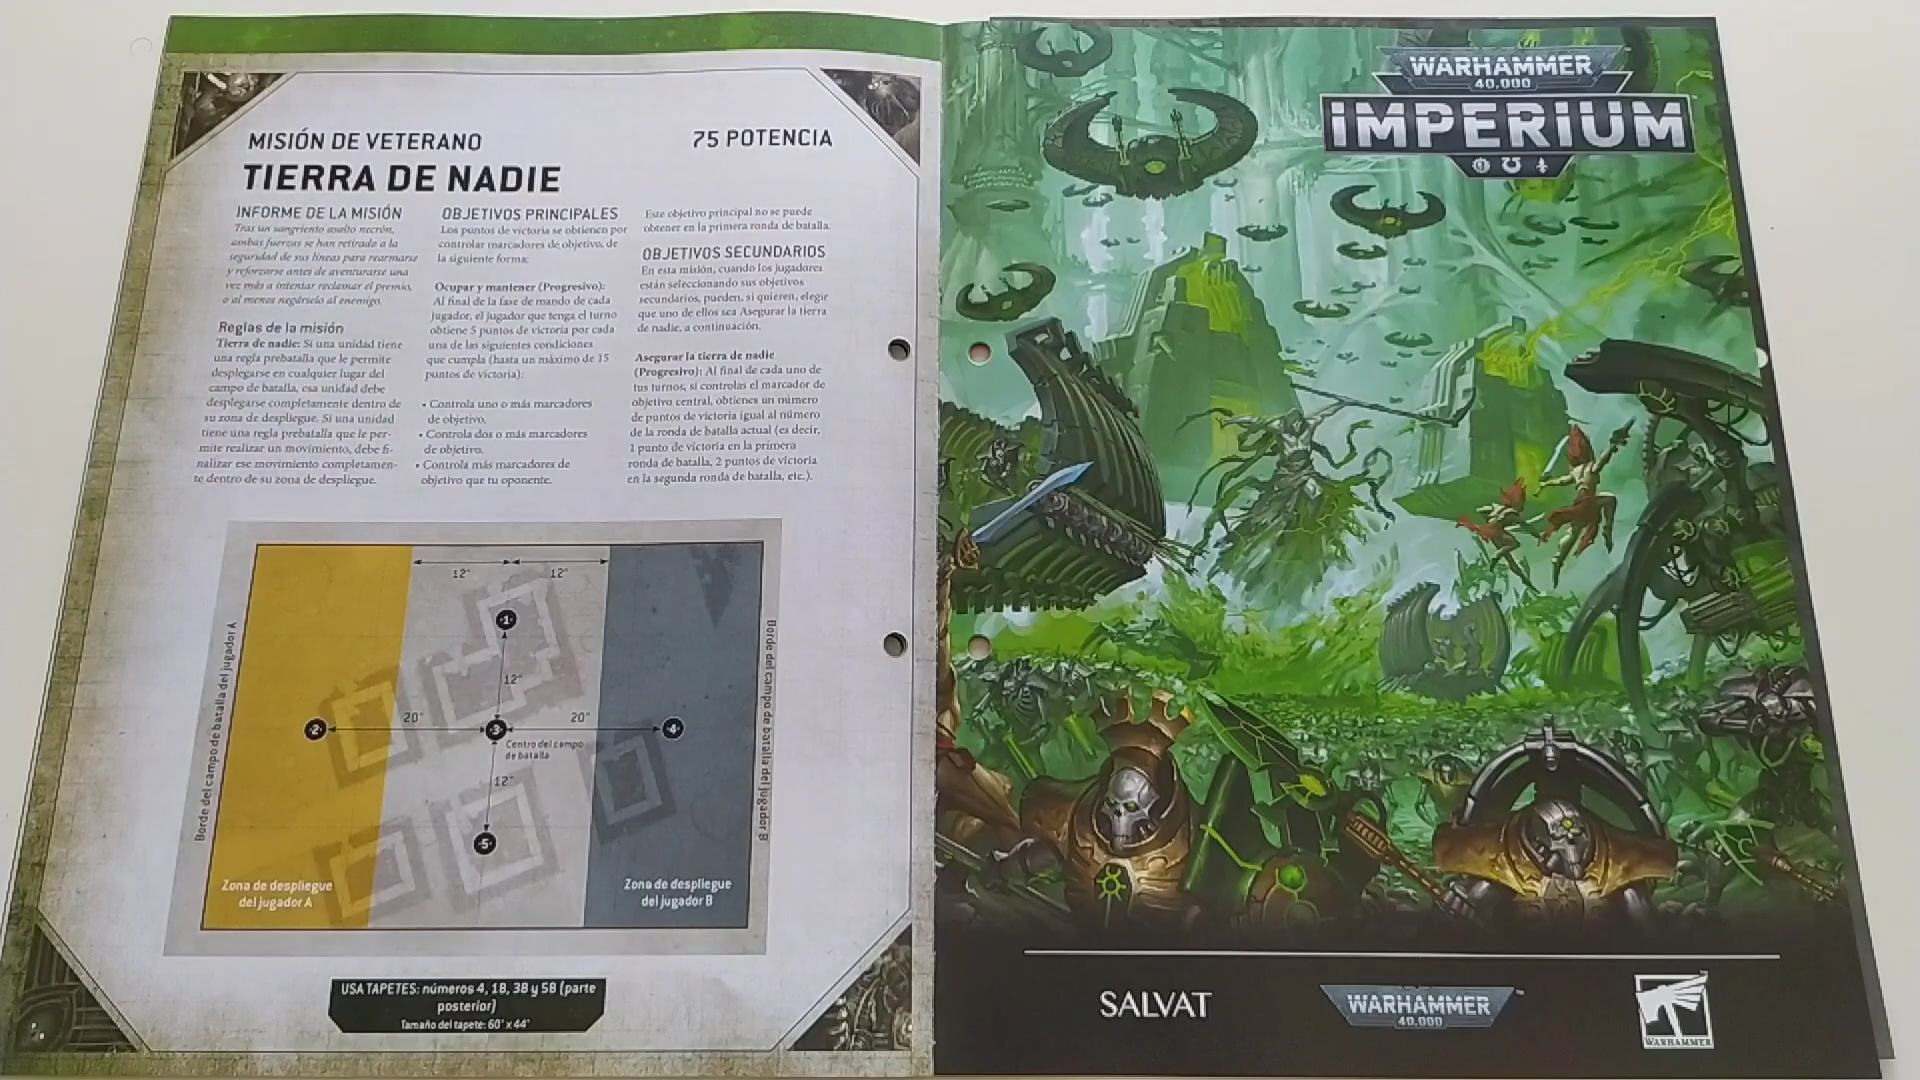 MISIÓN DE VETERANO
75 POTENCIA
TIERRA DE NADIE
INFORME DE LA MISIÓN
Tras un sangriento asalto necrón,
ambas fuerzas se han retirado a la
seguridad de sus líneas para rearmarse
y reforzarse antes de aventurarse una
vez más a intentar reclamar el premio,
o al menos negárselo al enemigo.
Reglas de la misión
Tierra de nadie: Si una unidad tiene
una regla prebatalla que le permite
desplegarse en cualquier lugar del
campo de batalla, esa unidad debe
desplegarse completamente dentro de
su zona de despliegue. Si una unidad
tiene una regla prebatalla que le per-
mite realizar un movimiento, debe fi-
nalizar ese movimiento completamen-
te dentro de su zona de despliegue.
OBJETIVOS PRINCIPALES
Los puntos de victoria se obtienen por
controlar marcadores de objetivo, de
la siguiente forma:
Ocupar y mantener (Progresivo):
Al final de la fase de mando de cada
Jugador, el jugador que tenga el turno
obtiene 5 puntos de victoria por cada
una de las siguientes condiciones
que cumpla (hasta un máximo de 15
puntos de victoria):
• Controla uno o más marcadores
de objetivo.
• Controla dos o más marcadores
de objetivo.
• Controla más marcadores de
objetivo que tu oponente.
Este objetivo principal no se puede
obtener en la primera ronda de batalla.
OBJETIVOS SECUNDARIOS
En esta misión, cuando los jugadores
están seleccionando sus objetivos
secundarios, pueden, si quieren, elegir
que uno de ellos sea Asegurar la tierra
de nadie, a continuación.
Asegurar la tierra de nadie
(Progresivo): Al final de cada uno de
tus turnos, si controlas el marcador de
objetivo central, obtienes un número
de puntos de victoria igual al número
de la ronda de batalla actual (es decir,
1 punto de victoria en la primera
ronda de batalla, 2 puntos de victoria
en la segunda ronda de batalla, etc.).
12" 12"
1
12"
Borde del campo de batalla del jugador A
Borde del campo de batalla del jugador B
20" 20"
2 3 4
Centro del campo
de batalla
12"
5
Zona de despliegue
del jugador A
Zona de despliegue
del jugador B
USA TAPETES: números 4, 18, 38 y 58 (parte
posterior)
Tamaño del tapete: 60" x 44"
WARHAMMER
40,000
IMPERIUM
SALVAT
WARHAMMER
40,000
WARHAMMER